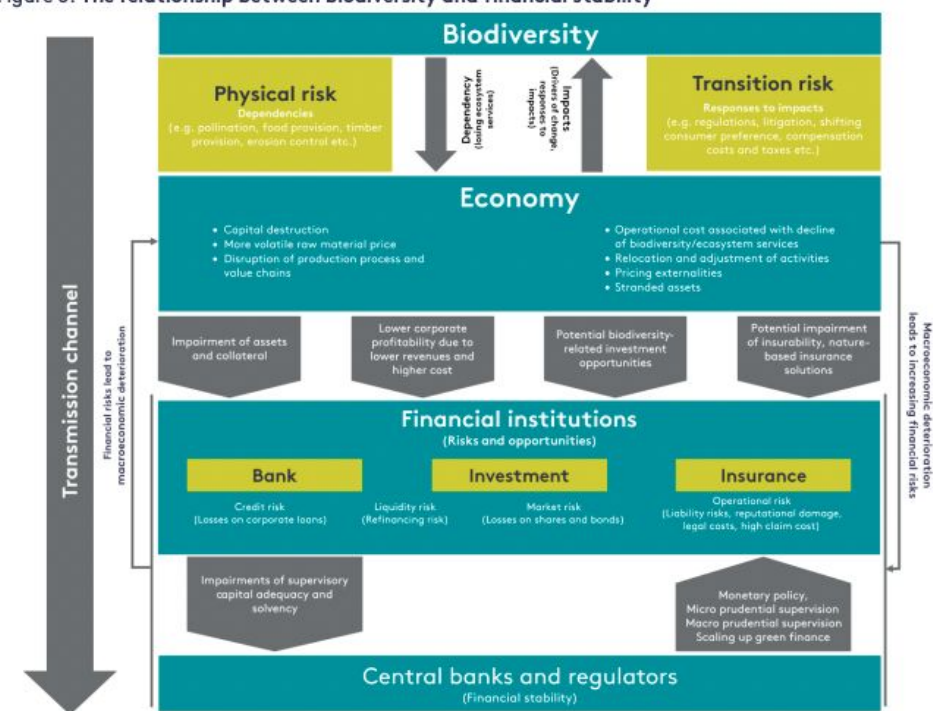 Figure 3: The relationship between biodiversity and financial stability
Biodiversity
Physical risk
Dependencies
(e.g. pollination, food provision, timber
provision, erosion control etc.)
Dependency
(losing ecosystem
services)
Impacts
(Drivers of change,
responses to
impacts)
Transition risk
Responses to impacts
(e.g. regulations, litigation, shifting
consumer preference, compensation
costs and taxes etc.)
Economy
• Capital destruction
• More volatile raw material price
• Disruption of production process and
value chains
• Operational cost associated with decline
of biodiversity/ecosystem services
• Relocation and adjustment of activities
• Pricing externalities
• Stranded assets
Transmission channel
Financial risks lead to
macroeconomic deterioration
Macroeconomic deterioration
leads to increasing financial risks
Impairment of assets
and collateral
Lower corporate
profitability due to
lower revenues and
higher cost
Potential biodiversity-
related investment
opportunities
Potential impairment
of insurability, nature-
based insurance
solutions
Financial institutions
(Risks and opportunities)
Bank
Investment
Insurance
Credit risk
(Losses on corporate loans)
Liquidity risk
(Refinancing risk)
Market risk
(Losses on shares and bonds)
Operational risk
(Liability risks, reputational damage,
legal costs, high claim cost)
Impairments of supervisory
capital adequacy and
solvency
Monetary policy,
Micro prudential supervision
Macro prudential supervision
Scaling up green finance
Central banks and regulators
(Financial stability)